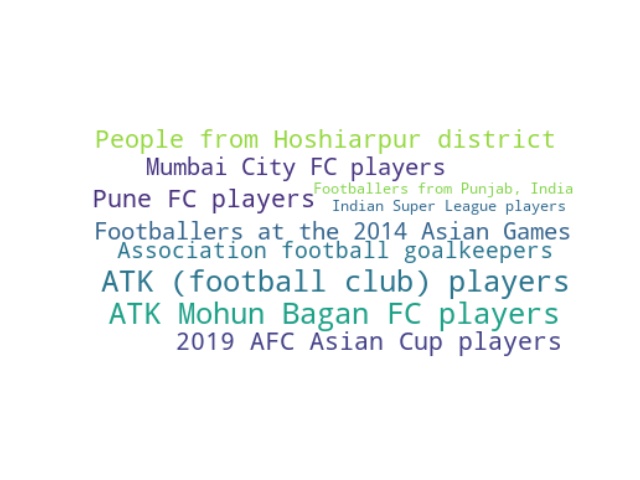 People from Hoshiarpur district
Mumbai City FC players
Footballers from Punjab, India
Pune FC players
Indian Super League players
Footballers at the 2014 Asian Games
Association football goalkeepers
ATK (football club) players
ATK Mohun Bagan FC players
2019 AFC Asian Cup players